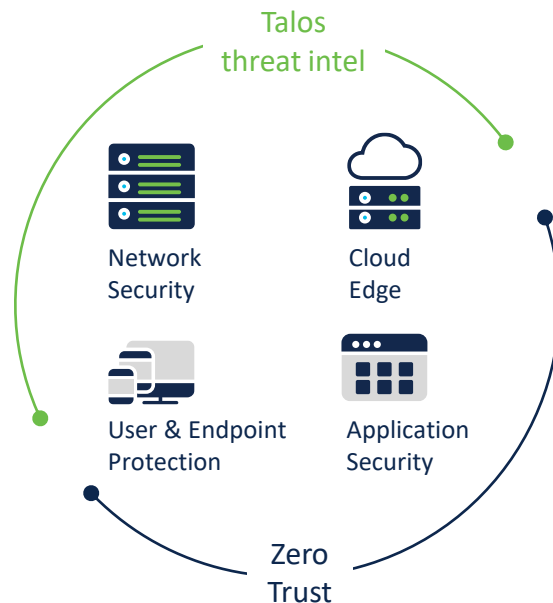 Talos
threat intel
Network
Security
Cloud
Edge
User & Endpoint
Protection
Application
Security
Zero
Trust